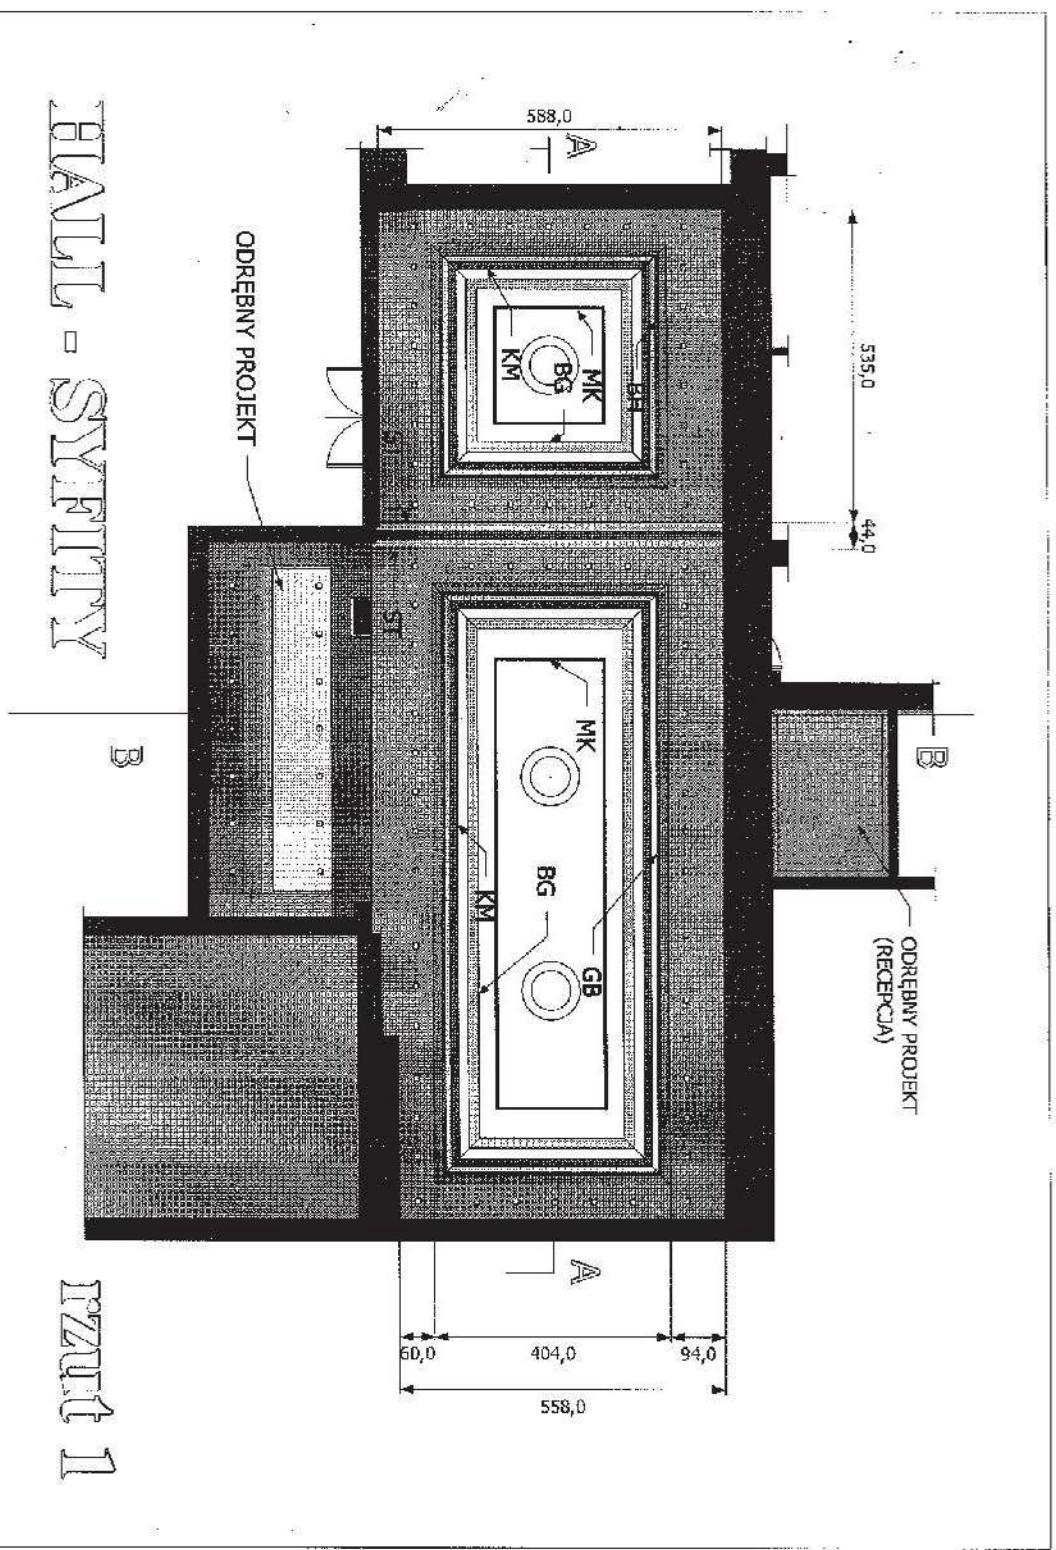 588,0
A
535,0
44,0
ODRĘBNY PROJEKT
KM
BG
MK
BH
ST
ST
B
B
MK
BG
KM
GB
ODRĘBNY PROJEKT
(RECEPCJA)
A
60,0
404,0
94,0
558,0
HALL - SYFITY
rzut 1